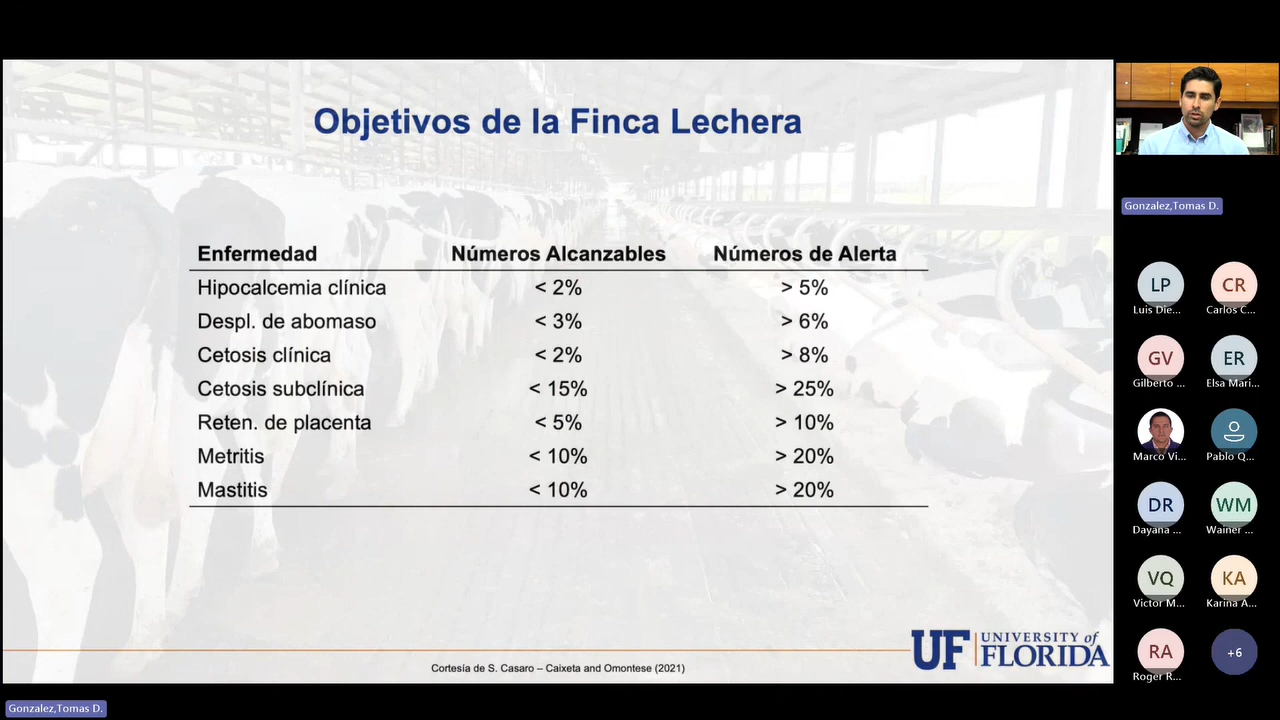 Objetivos de la Finca Lechera
Enfermedad Números Alcanzables Números de Alerta
Hipocalcemia clínica < 2% > 5%
Despl. de abomaso < 3% > 6%
Cetosis clínica < 2% > 8%
Cetosis subclínica < 15% > 25%
Reten. de placenta < 5% > 10%
Metritis < 10% > 20%
Mastitis < 10% > 20%
Cortesía de S. Casaro – Caixeta and Omontese (2021)
UF UNIVERSITY of
FLORIDA
Gonzalez,Tomas D.
LP CR
Luis Die... Carlos C...
GV ER
Gilberto ... Elsa Mari...
Marco Vi... Pablo Q...
DR WM
Dayana ... Wainer ...
VQ KA
Victor M... Karina A...
RA +6
Roger R...
Gonzalez,Tomas D.